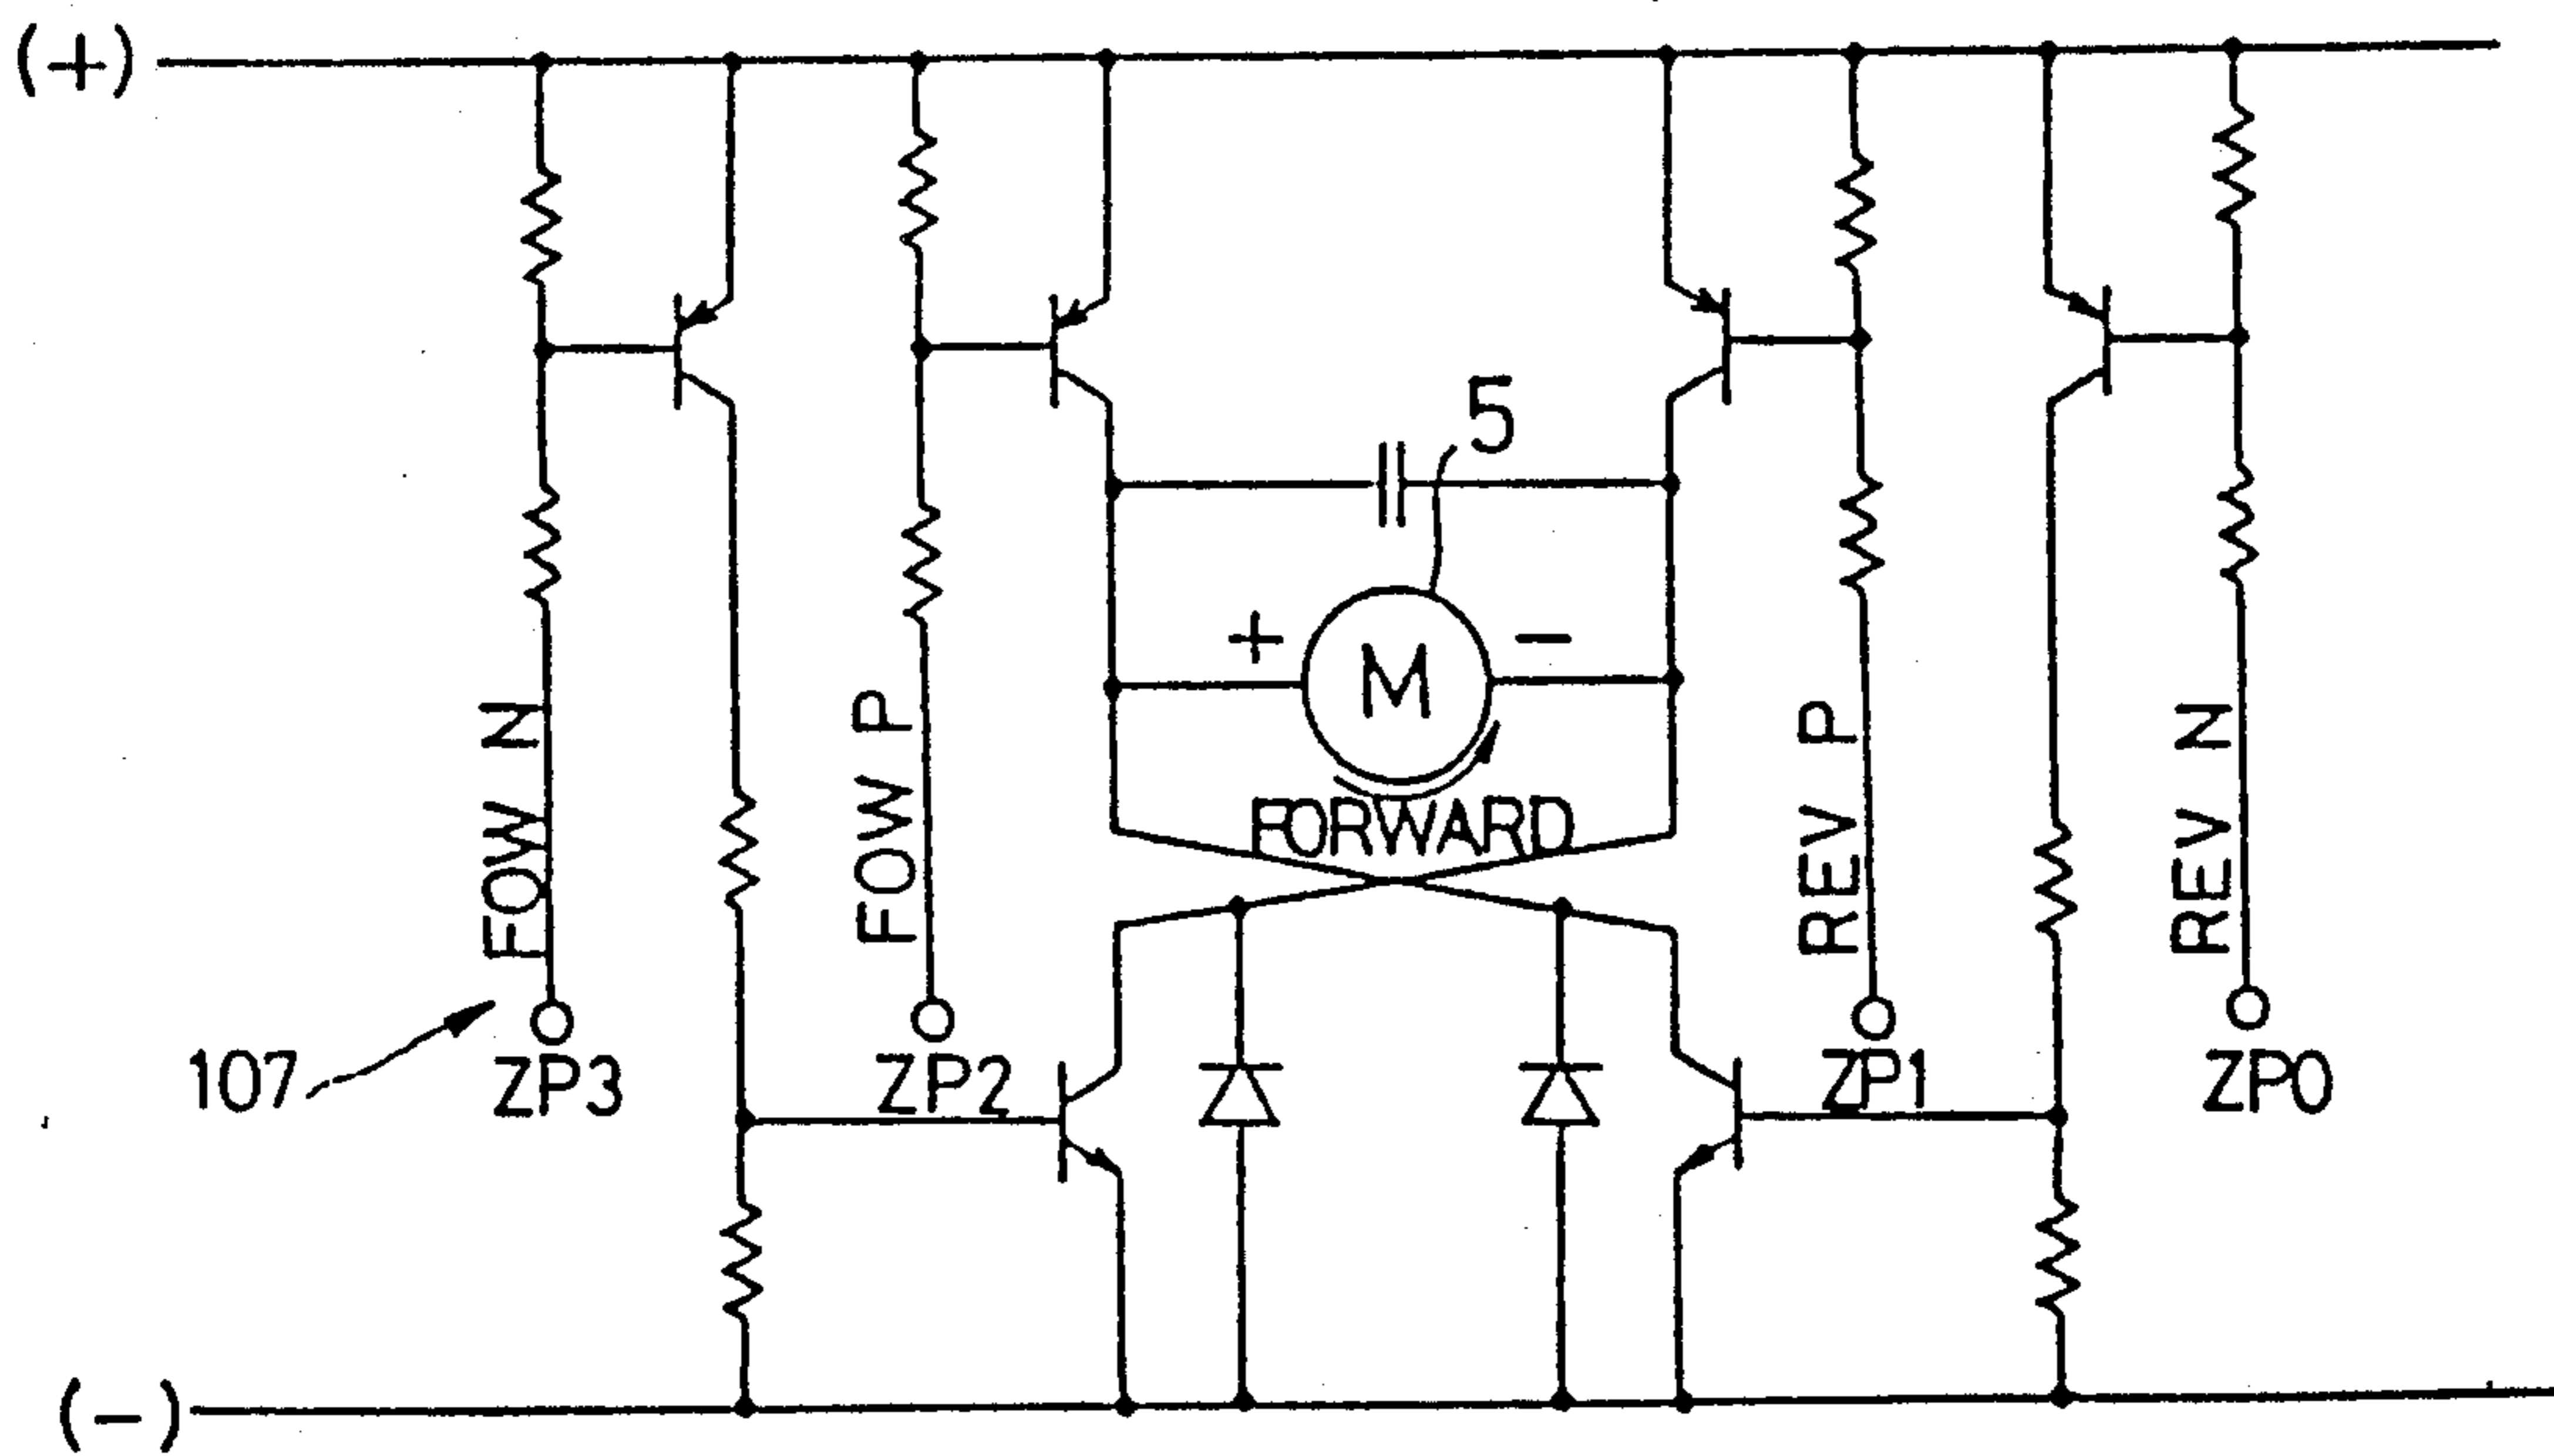 (+)
5
+
−
M
FORWARD
FOW N
FOW P
REV P
REV N
107
ZP3
ZP2
ZP1
ZP0
(−)